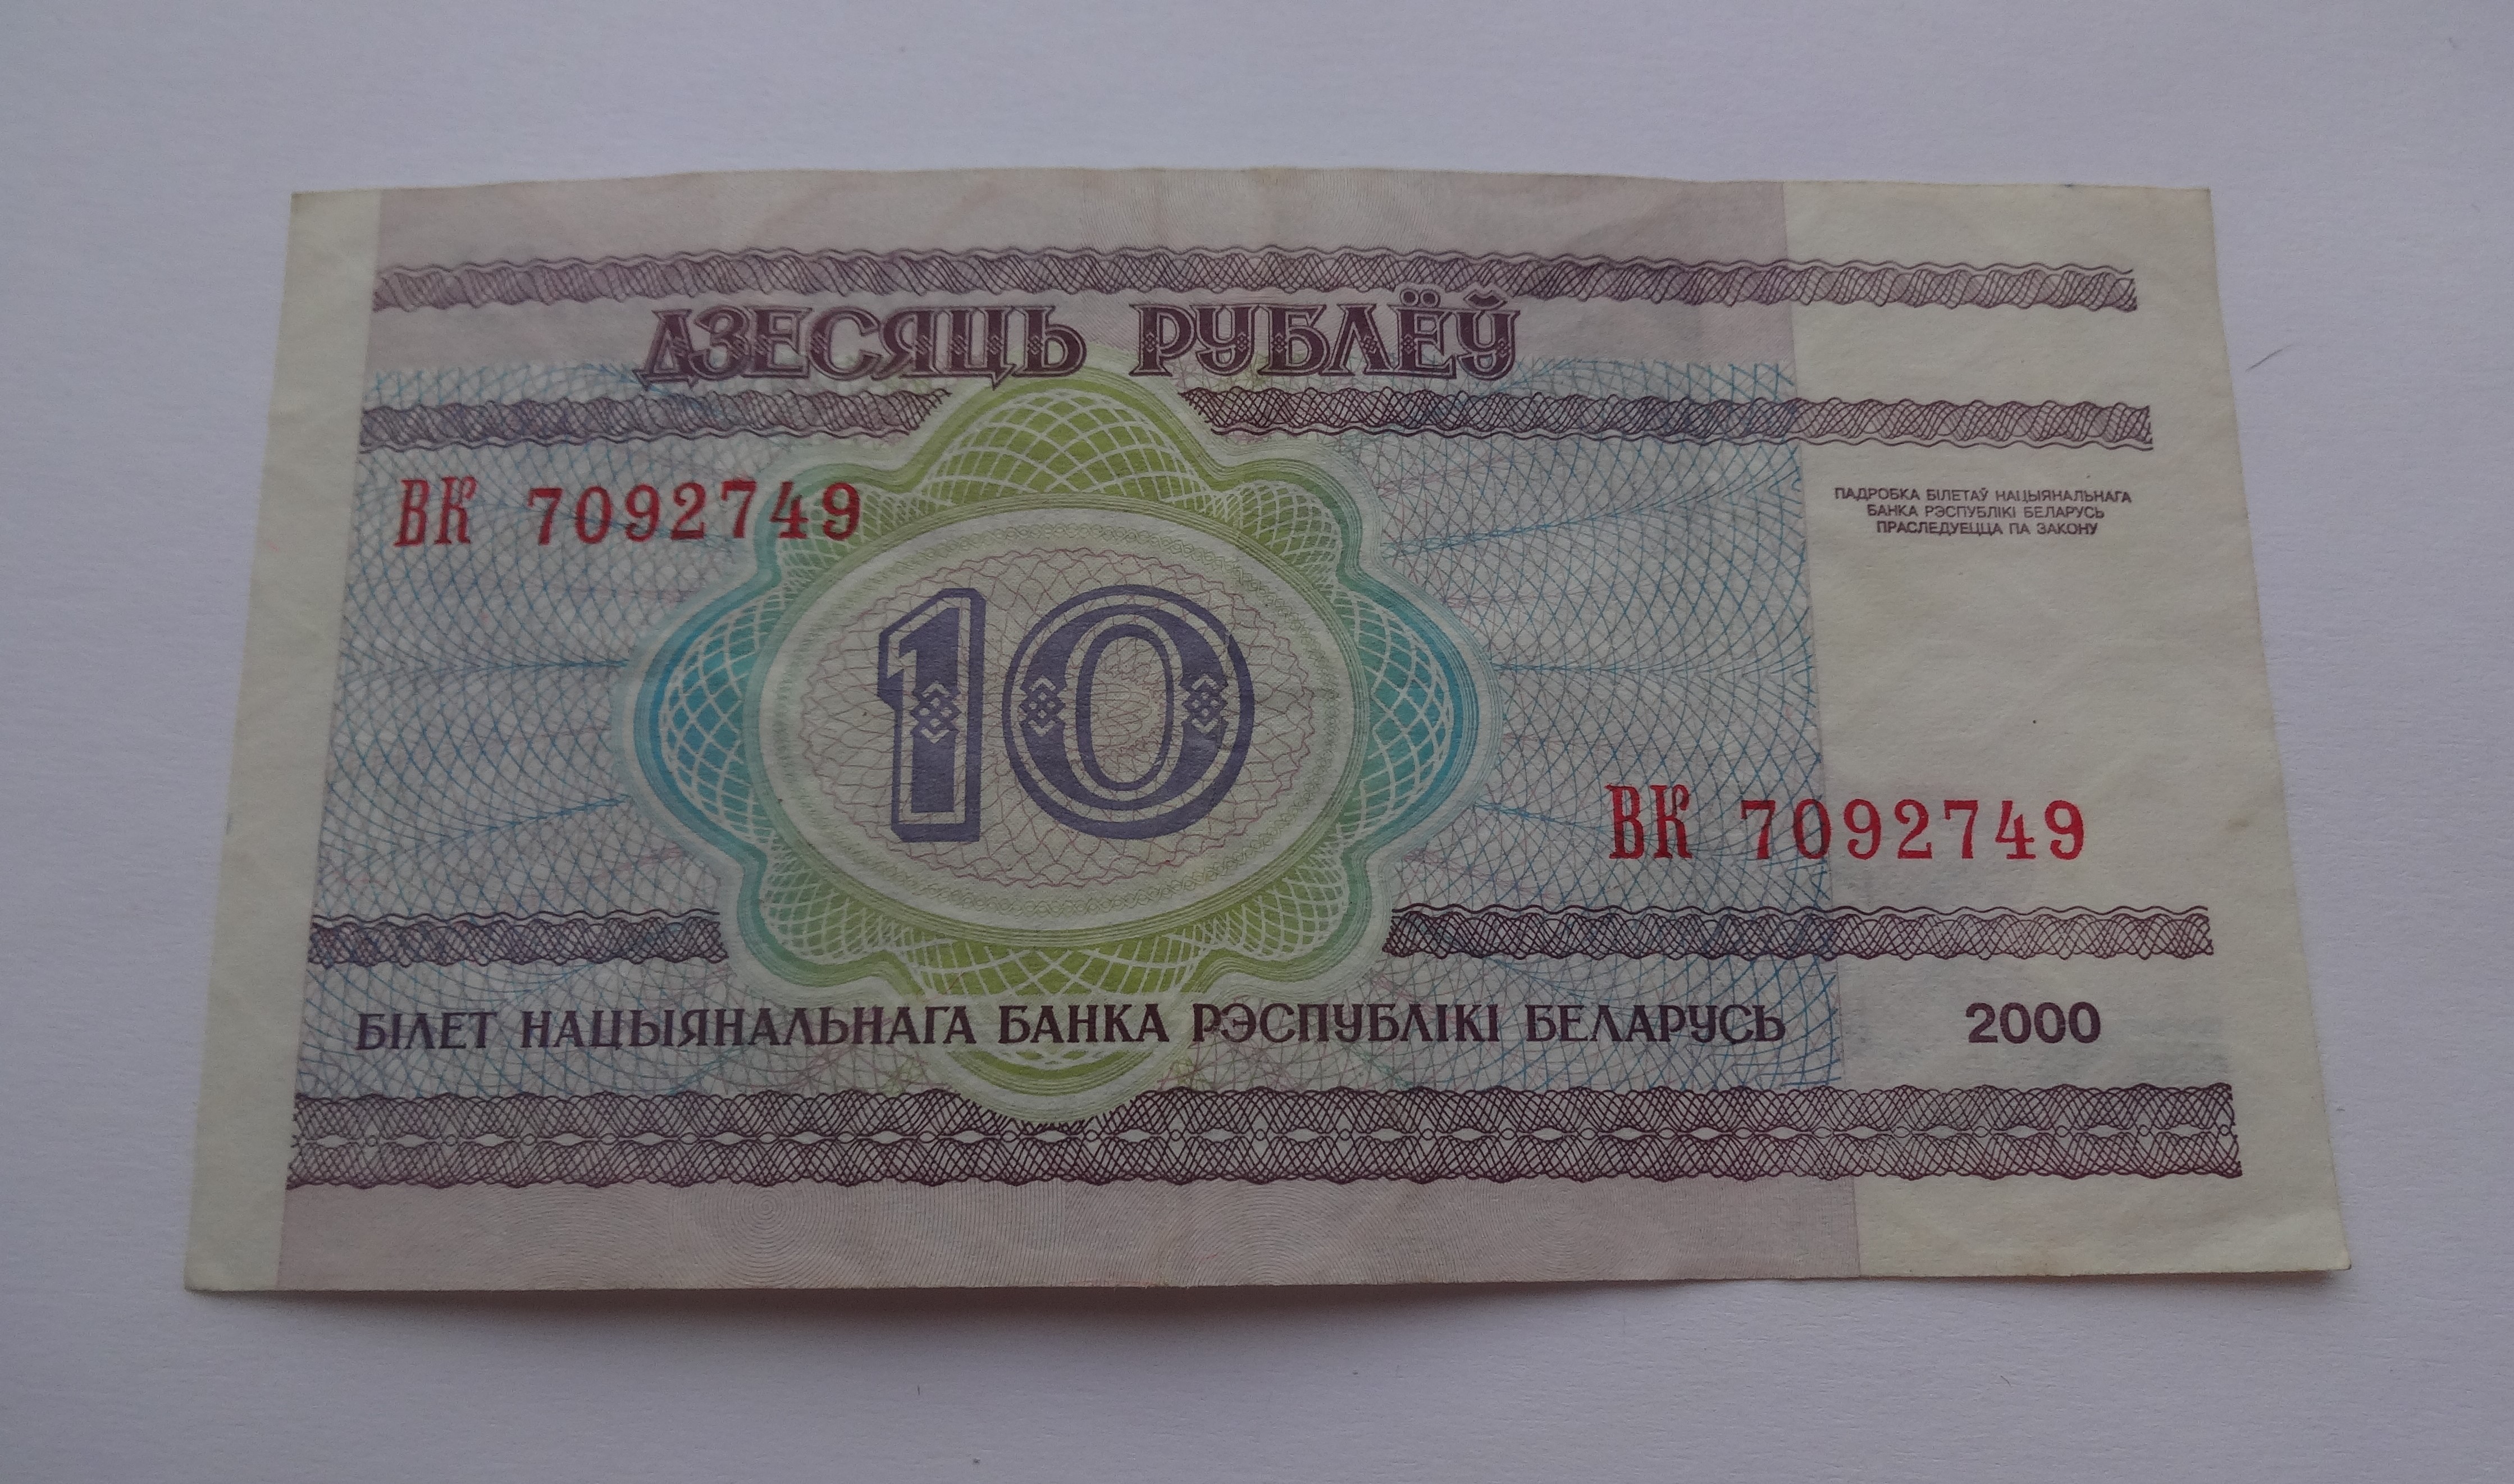 ДЗЕСЯЦЬ РУБЛЁЎ
ВК 7092749
ПАДРОБКА БІЛЕТАЎ НАЦЫЯНАЛЬНАГА
БАНКА РЭСПУБЛІКІ БЕЛАРУСЬ
ПРАСЛЕДУЕЦЦА ПА ЗАКОНУ
10
ВК 7092749
БІЛЕТ НАЦЫЯНАЛЬНАГА БАНКА РЭСПУБЛІКІ БЕЛАРУСЬ 2000